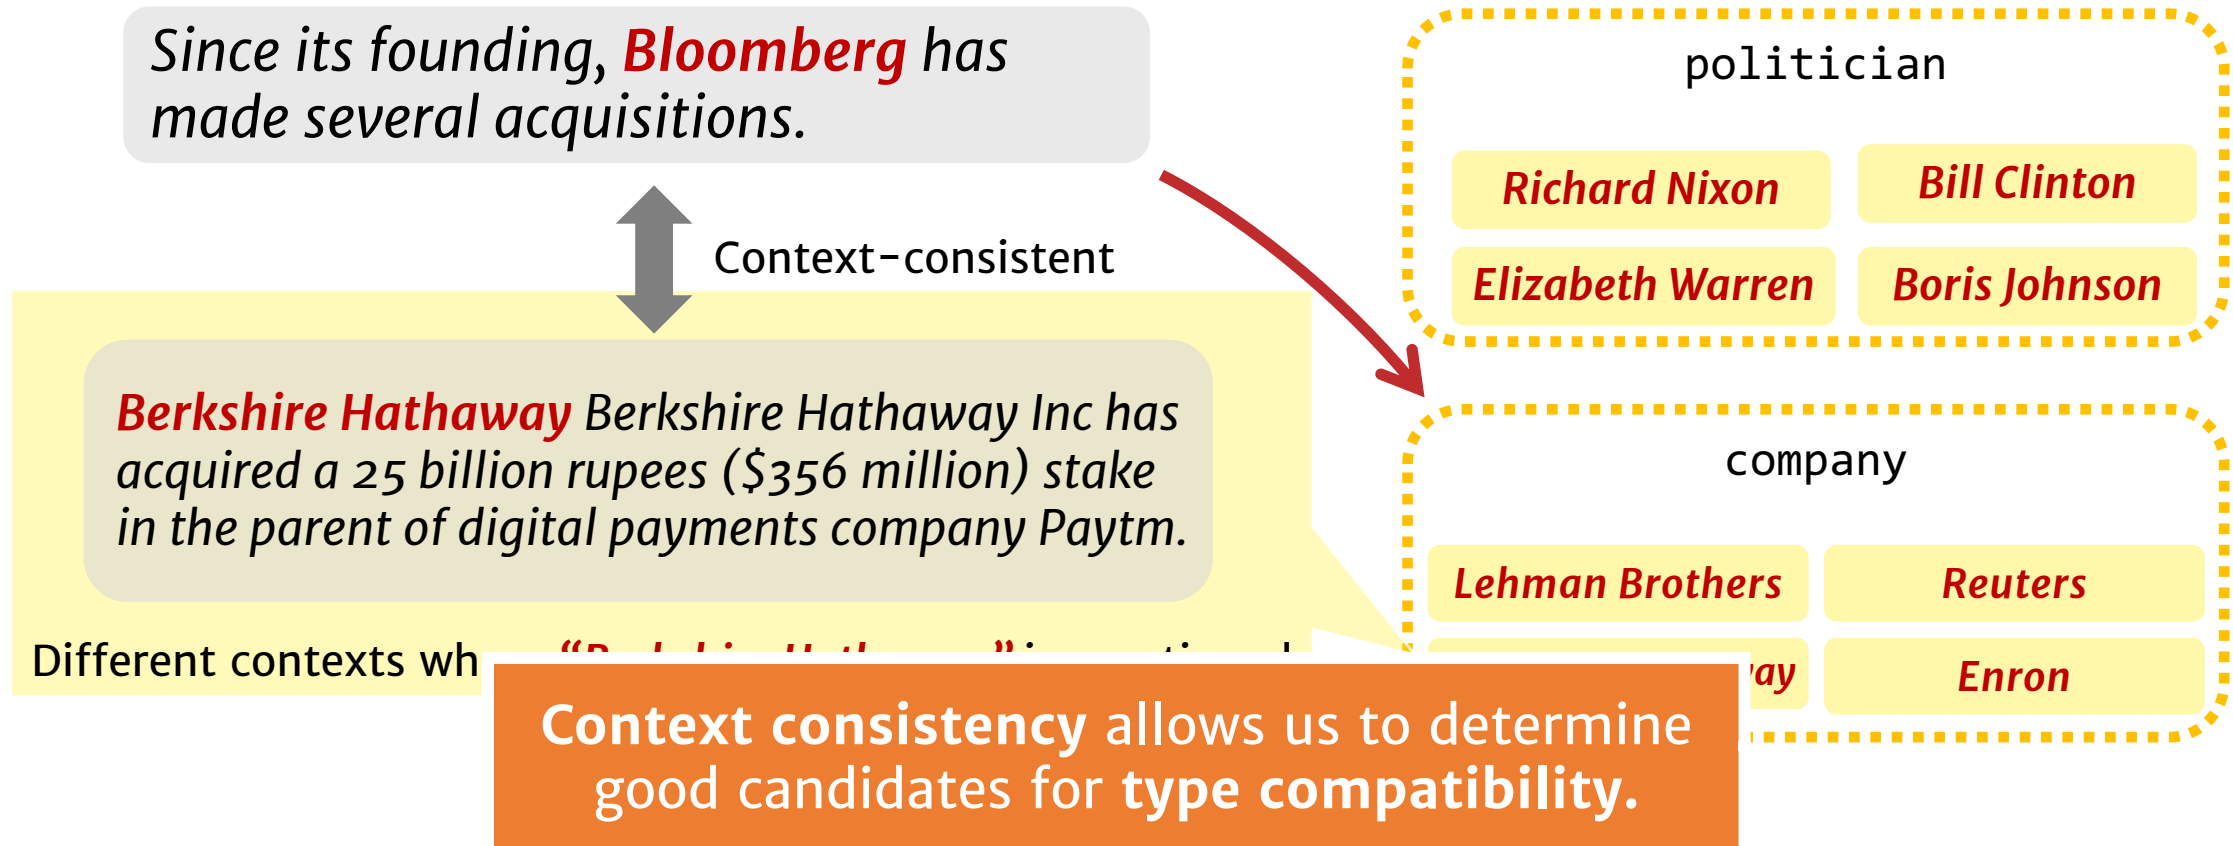 Since its founding, Bloomberg has
made several acquisitions.
Context-consistent
Berkshire Hathaway Berkshire Hathaway Inc has
acquired a 25 billion rupees ($356 million) stake
in the parent of digital payments company Paytm.
Different contexts
Context consistency allows us to determine
good candidates for type compatibility.
politician
Richard Nixon
Bill Clinton
Elizabeth Warren
Boris Johnson
company
Lehman Brothers
Reuters
Enron